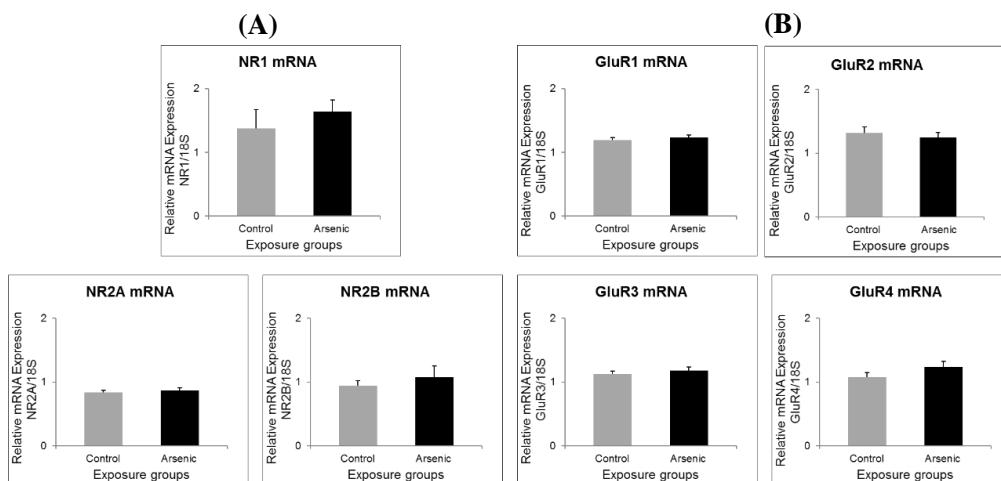 (A)
NR1 mRNA
Relative mRNA Expression
NR1/18S
2
1
0
Control Arsenic
Exposure groups
NR2A mRNA
Relative mRNA Expression
NR2A/18S
2
1
0
Control Arsenic
Exposure groups
NR2B mRNA
Relative mRNA Expression
NR2B/18S
2
1
0
Control Arsenic
Exposure groups
(B)
GluR1 mRNA
Relative mRNA Expression
GluR1/18S
2
1
0
Control Arsenic
Exposure groups
GluR2 mRNA
Relative mRNA Expression
GluR2/18S
2
1
0
Control Arsenic
Exposure groups
GluR3 mRNA
Relative mRNA Expression
GluR3/18S
2
1
0
Control Arsenic
Exposure groups
GluR4 mRNA
Relative mRNA Expression
GluR4/18S
2
1
0
Control Arsenic
Exposure groups